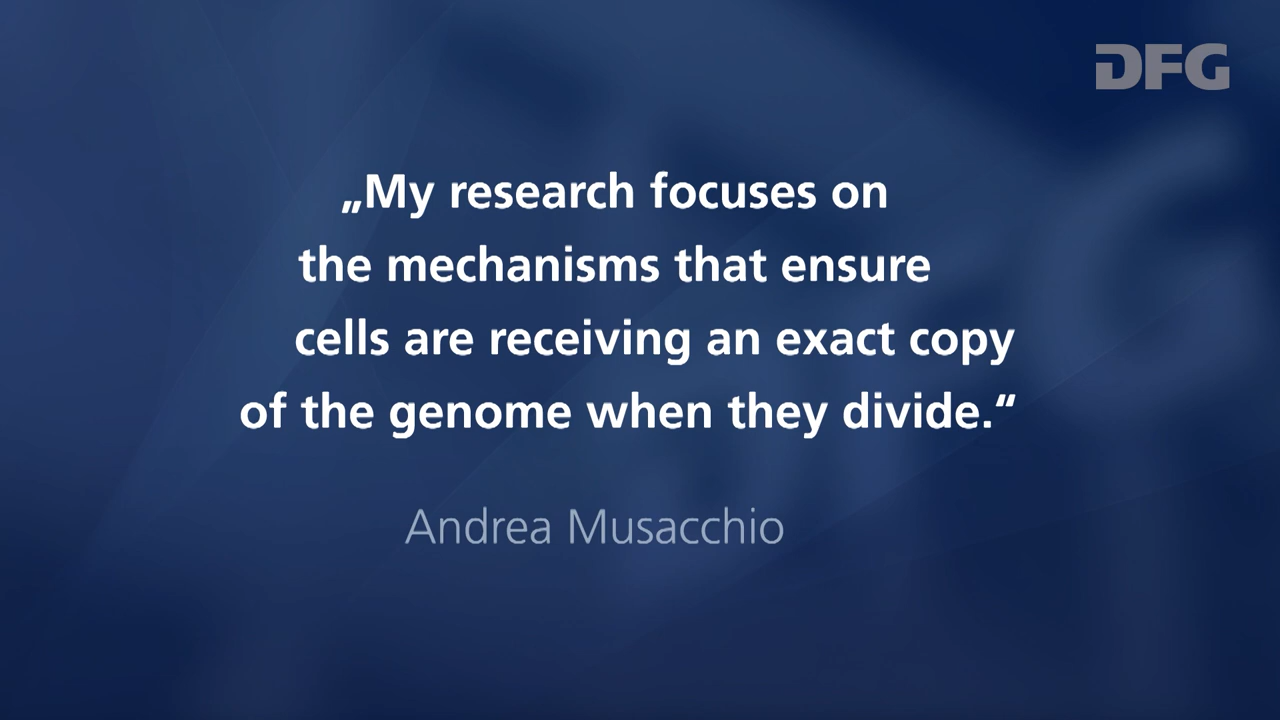 DFG
„My research focuses on
the mechanisms that ensure
cells are receiving an exact copy
of the genome when they divide.“
Andrea Musacchio